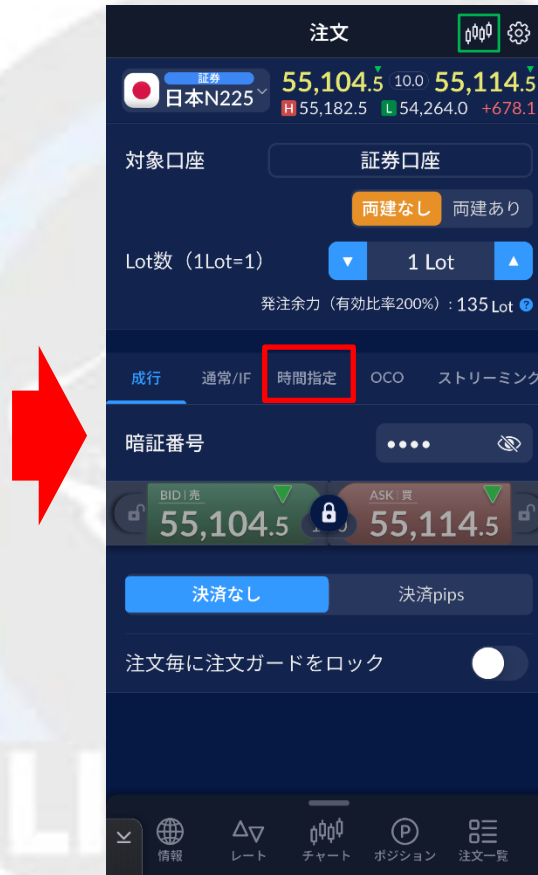 注文
証券
日本N225
55,104.5 10.0 55,114.5
H 55,182.5 L 54,264.0 +678.1
対象口座 証券口座
両建なし 両建あり
Lot数（1Lot=1） 1 Lot
発注余力（有効比率200%）: 135 Lot ?
成行 通常/IF 時間指定 OCO ストリーミング
暗証番号 ••••
BID|売 ASK|買
55,104.5 55,114.5
決済なし 決済pips
注文毎に注文ガードをロック
情報 レート チャート P ポジション 注文一覧